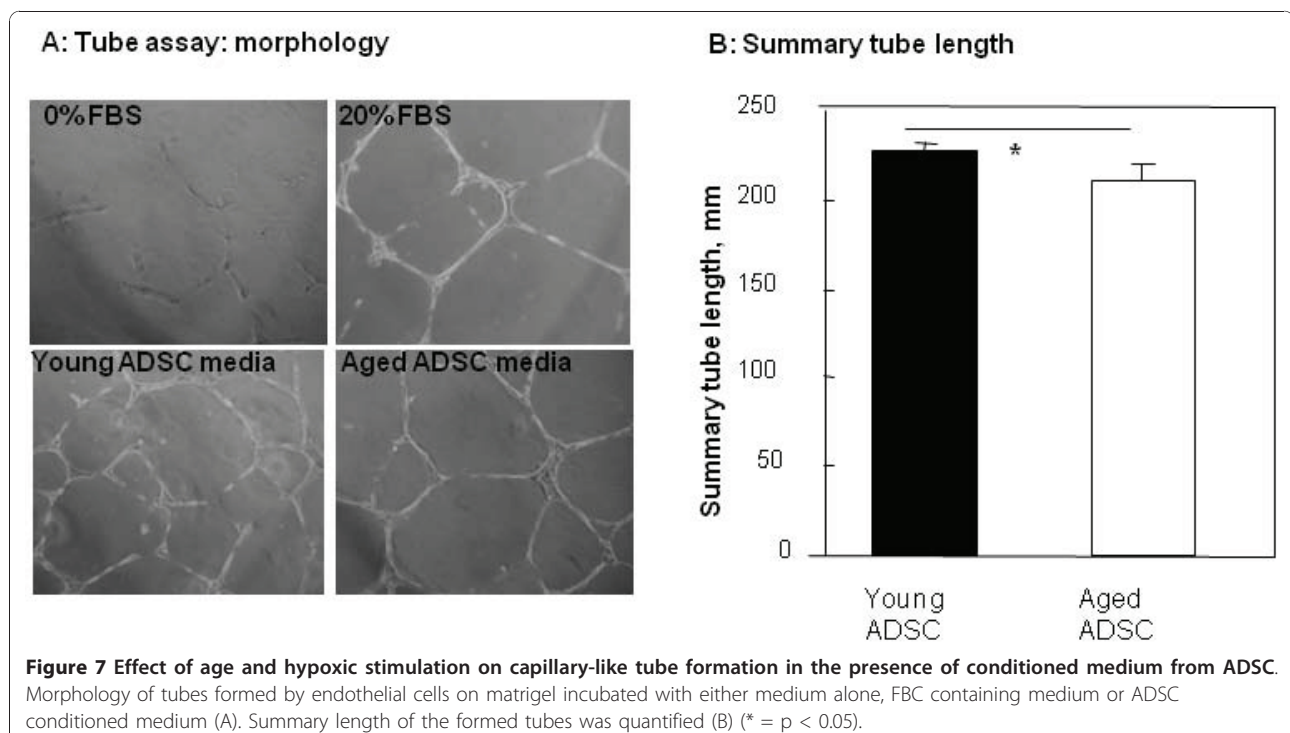 A: Tube assay: morphology
0% FBS
20% FBS
Young ADSC media
Aged ADSC media
B: Summary tube length
Summary tube length, mm
250
200
150
100
50
0
*
Young
ADSC
Aged
ADSC
Figure 7 Effect of age and hypoxic stimulation on capillary-like tube formation in the presence of conditioned medium from ADSC.
Morphology of tubes formed by endothelial cells on matrigel incubated with either medium alone, FBC containing medium or ADSC
conditioned medium (A). Summary length of the formed tubes was quantified (B) (* = p < 0.05).